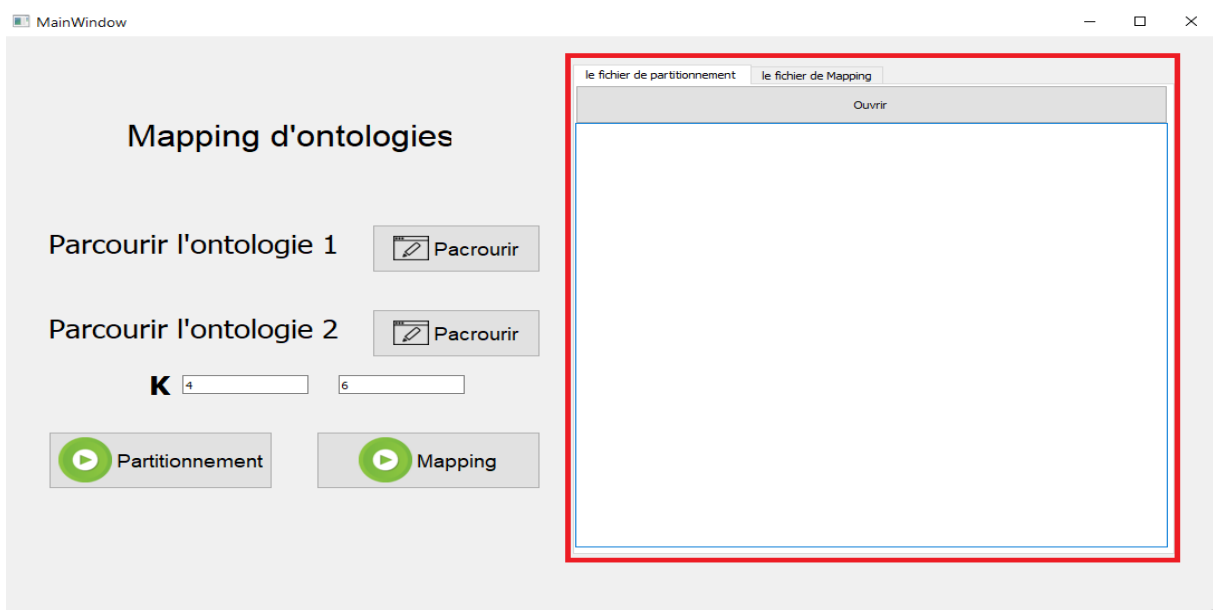 MainWindow
Mapping d'ontologies
Parcourir l'ontologie 1
Pacrourir
Parcourir l'ontologie 2
Pacrourir
K 4 6
Partitionnement
Mapping
le fichier de partitionnement
le fichier de Mapping
Ouvrir